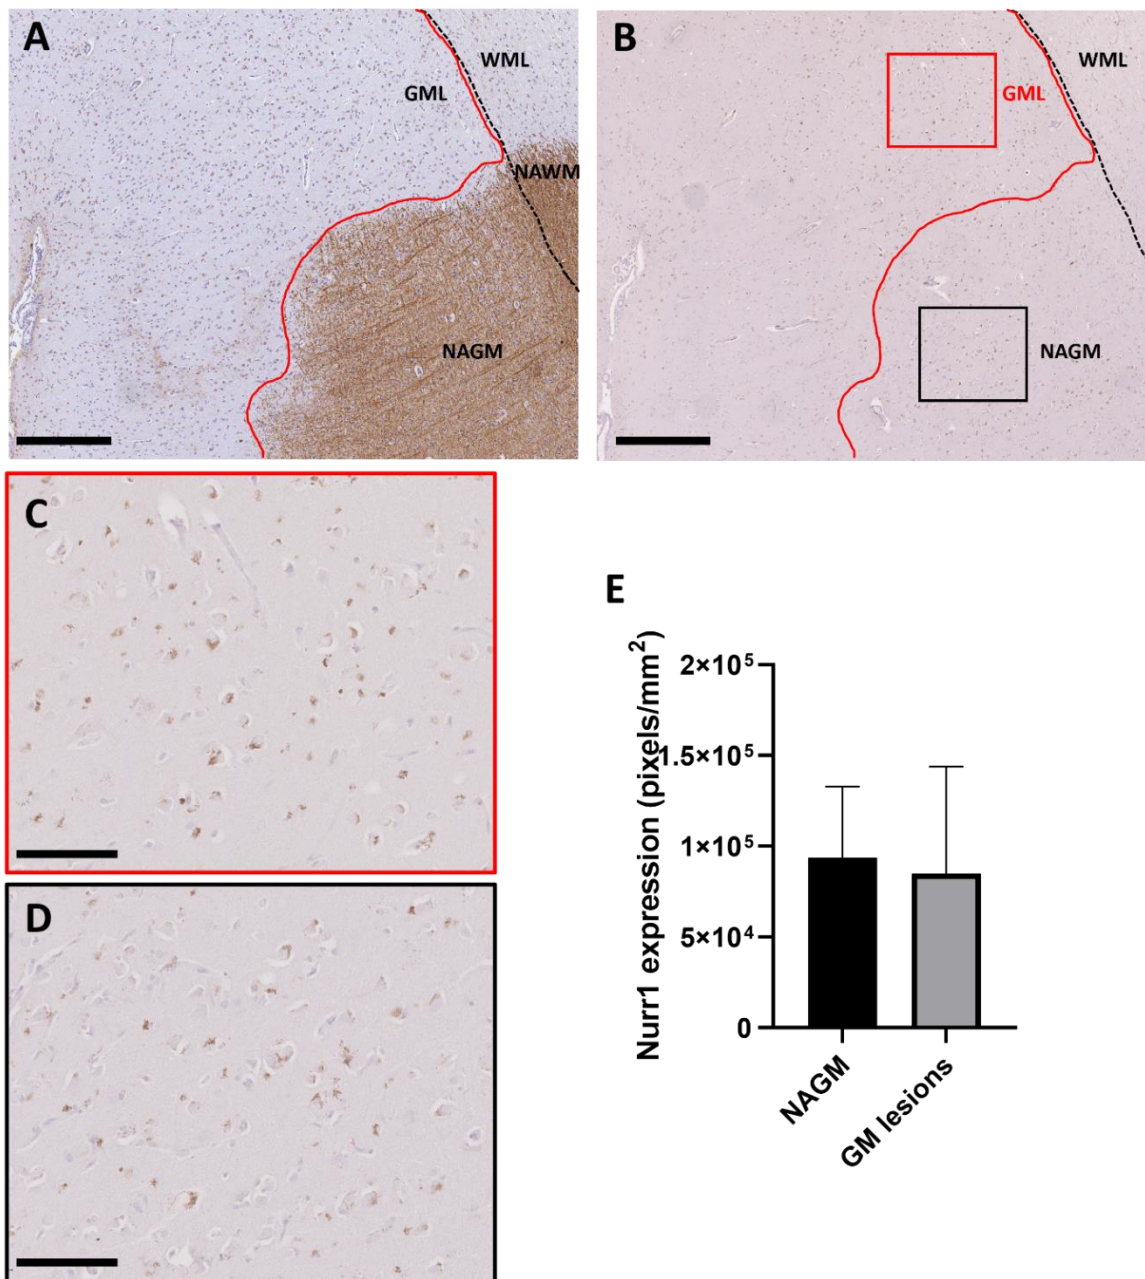 A
WML
GML
NAWM
NAGM
B
WML
GML
NAGM
C
D
E
Nurr1 expression (pixels/mm²)
2×10⁵
1.5×10⁵
1×10⁵
5×10⁴
0
NAGM
GM lesions